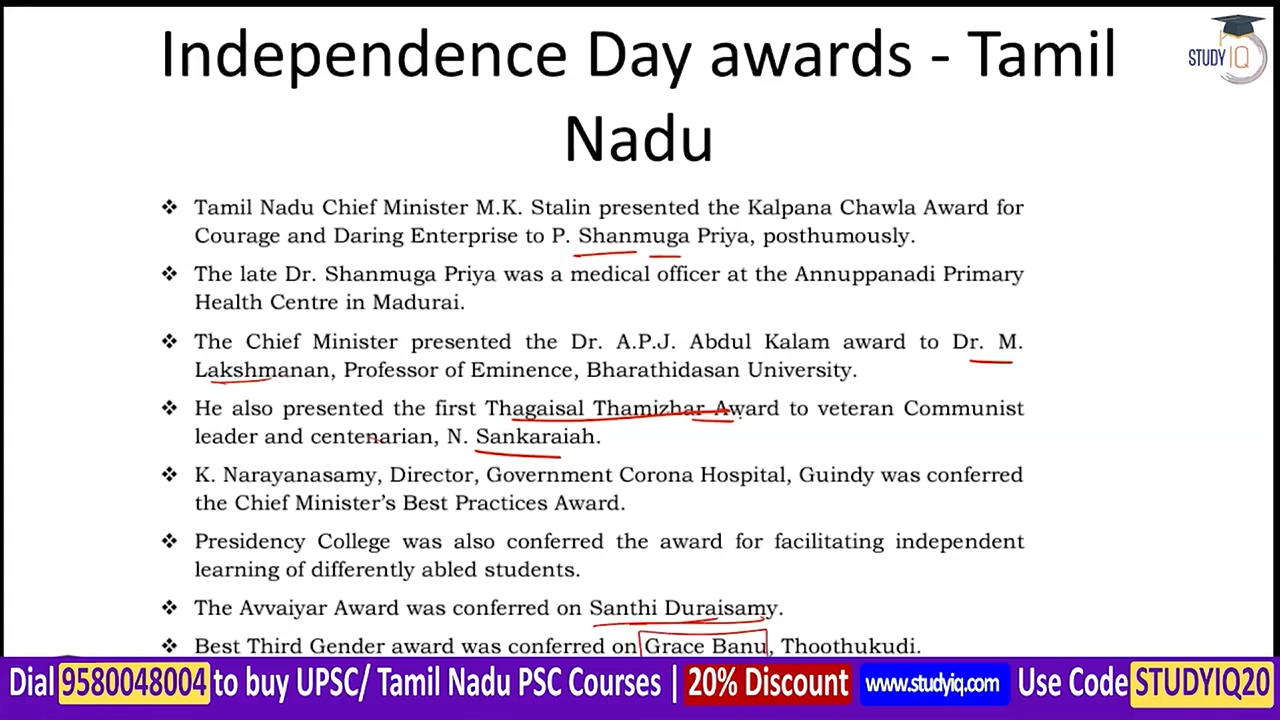 Independence Day awards - Tamil
Nadu
STUDY IQ
❖ Tamil Nadu Chief Minister M.K. Stalin presented the Kalpana Chawla Award for
Courage and Daring Enterprise to P. Shanmuga Priya, posthumously.
❖ The late Dr. Shanmuga Priya was a medical officer at the Annuppanadi Primary
Health Centre in Madurai.
❖ The Chief Minister presented the Dr. A.P.J. Abdul Kalam award to Dr. M.
Lakshmanan, Professor of Eminence, Bharathidasan University.
❖ He also presented the first Thagaisal Thamizhar Award to veteran Communist
leader and centenarian, N. Sankaraiah.
❖ K. Narayanasamy, Director, Government Corona Hospital, Guindy was conferred
the Chief Minister’s Best Practices Award.
❖ Presidency College was also conferred the award for facilitating independent
learning of differently abled students.
❖ The Avvaiyar Award was conferred on Santhi Duraisamy.
❖ Best Third Gender award was conferred on Grace Banu, Thoothukudi.
Dial 9580048004 to buy UPSC/ Tamil Nadu PSC Courses | 20% Discount www.studyiq.com Use Code STUDYIQ20